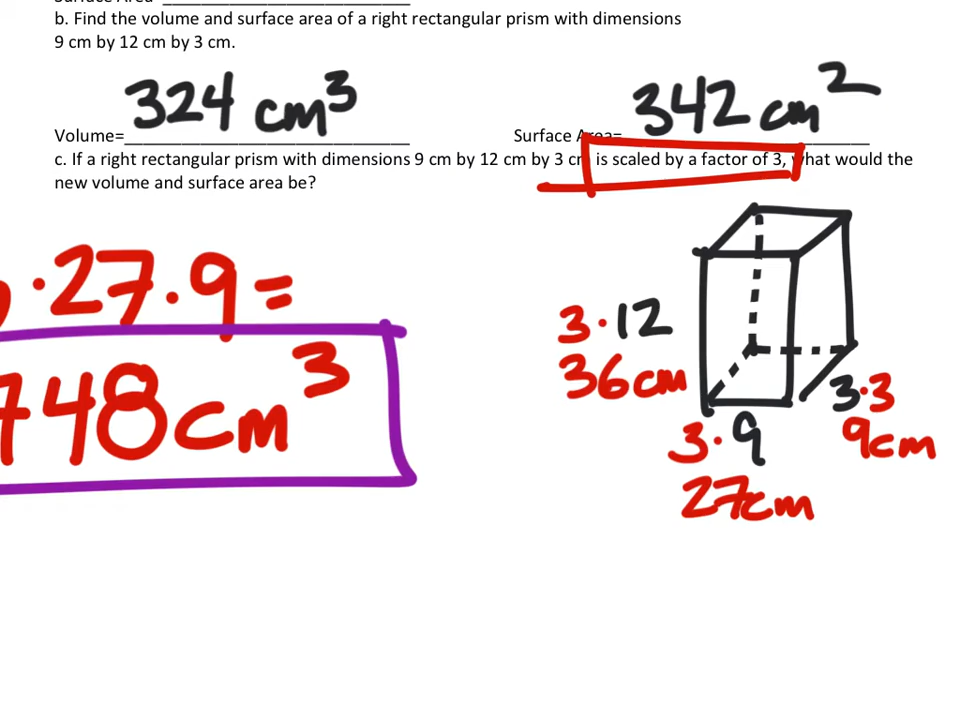 b. Find the volume and surface area of a right rectangular prism with dimensions
9 cm by 12 cm by 3 cm.
324 cm³ 342 cm²
Volume= Surface Area=
c. If a right rectangular prism with dimensions 9 cm by 12 cm by 3 cm is scaled by a factor of 3, what would the
new volume and surface area be?
·27·9=
748cm³
3·12
36cm
3·3
9cm
3·9
27cm